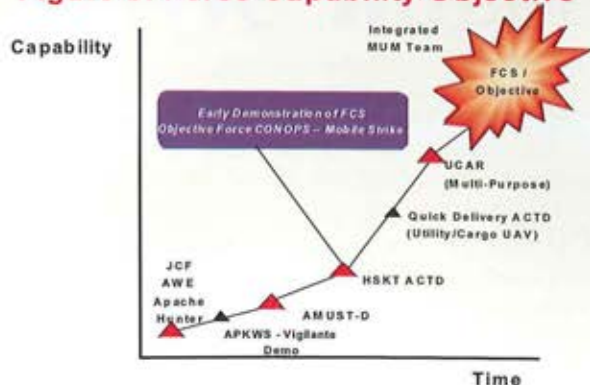 Capability
Integrated
MUM Team
FCS /
Objective
Early Demonstration of FCS
Objective Force CONOPS – Mobile Strike
UCAR
(Multi-Purpose)
Quick Delivery ACTD
(Utility/Cargo UAV)
HSKT ACTD
JCF
AWE
Apache
Hunter
AMUST-D
APKWS - Vigilante
Demo
Time